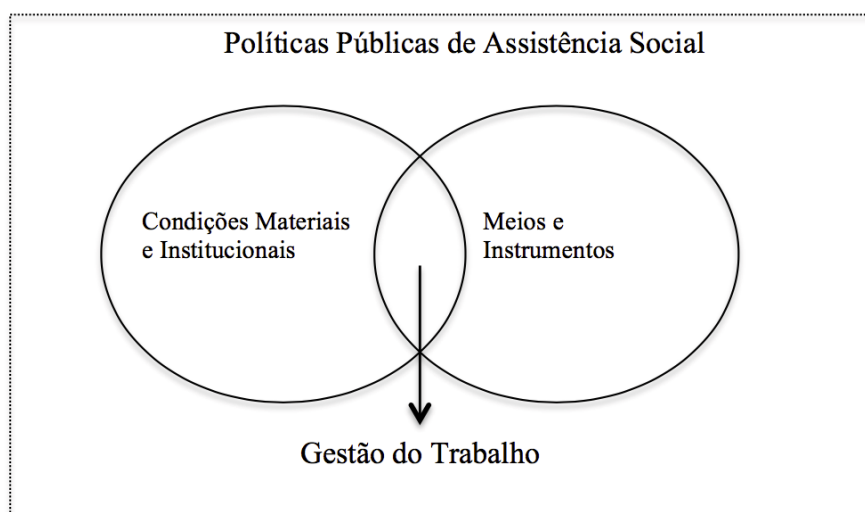 Políticas Públicas de Assistência Social
Condições Materiais
e Institucionais
Meios e
Instrumentos
Gestão do Trabalho